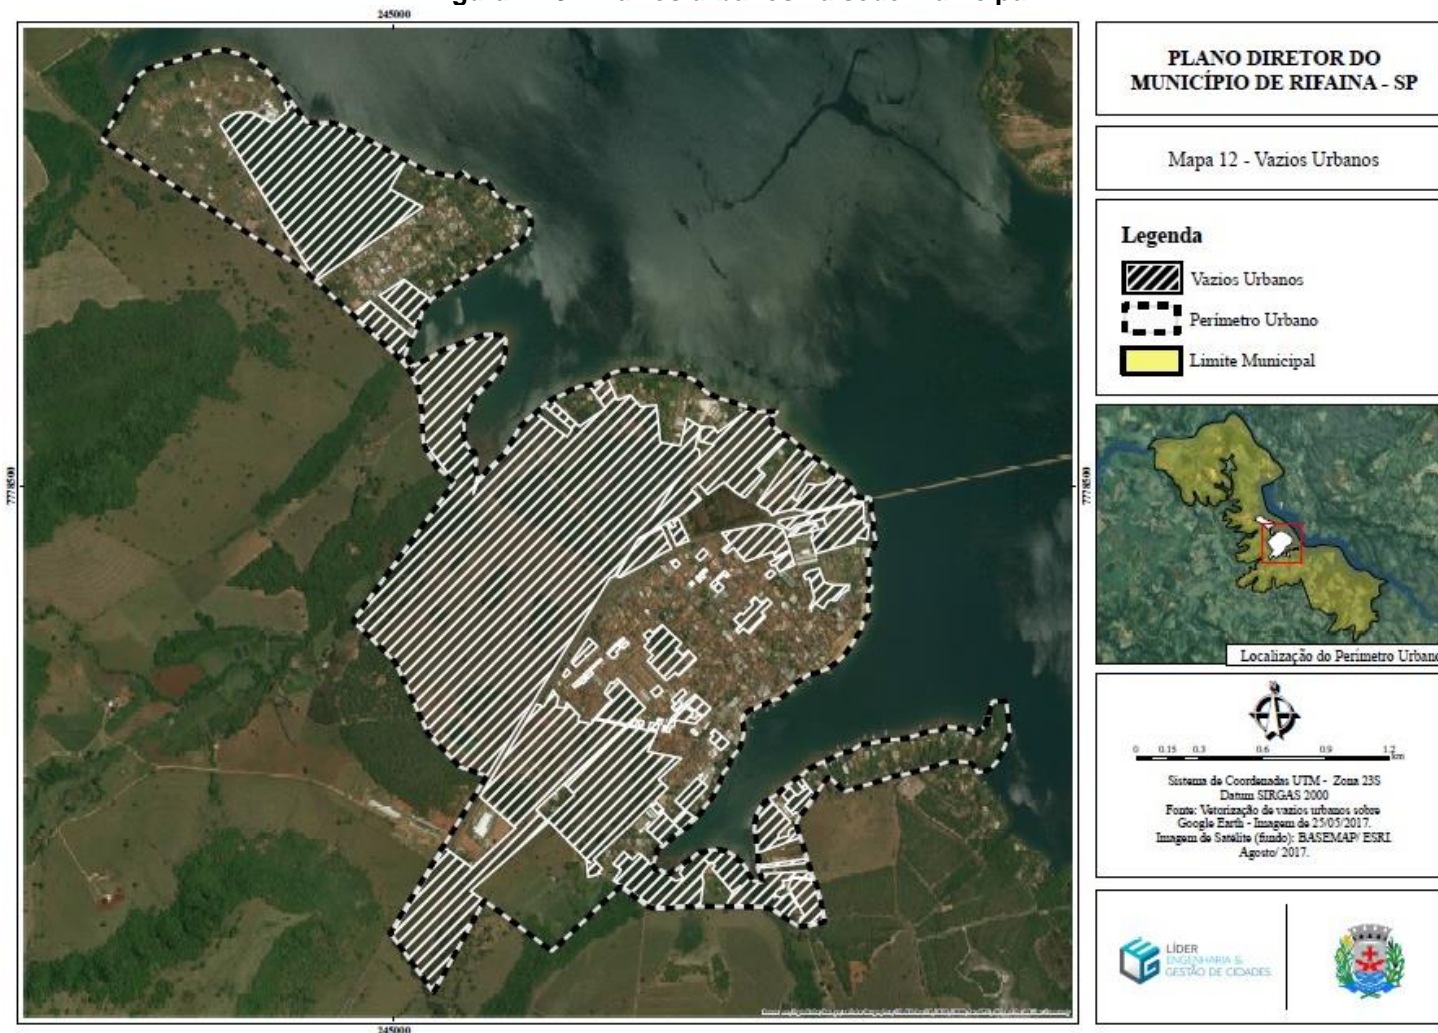 245000
PLANO DIRETOR DO
MUNICÍPIO DE RIFAINA - SP
Mapa 12 - Vazios Urbanos
Legenda
Vazios Urbanos
Perímetro Urbano
Limite Municipal
7778500
7778500
Localização do Perímetro Urbano
0 0.15 0.3 0.6 0.9 1.2
km
Sistema de Coordenadas UTM - Zona 23S
Datum SIRGAS 2000
Fonte: Vetorização de vazios urbanos sobre
Google Earth - Imagem de 25/05/2017.
Imagem de Satélite (fundo): BASEMAP/ ESRI.
Agosto/ 2017.
LÍDER
ENGENHARIA &
GESTÃO DE CIDADES
245000